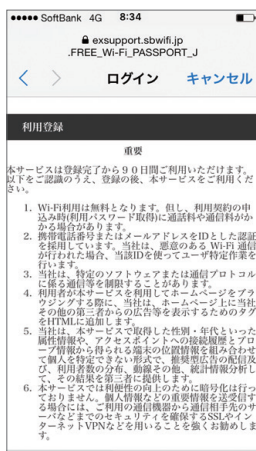 SoftBank 4G 8:34
exsupport.sbwifi.jp
.FREE_Wi-Fi_PASSPORT_J
ログイン キャンセル
利用登録
重要
本サービスは登録完了から90日間ご利用いただけます。
以下をご認識のうえ、登録の後、本サービスをご利用くだ
さい。
1. Wi-Fi利用は無料となります。但し、利用契約の申
込み時(利用パスワード取得)に通話料や通信料がか
かる場合があります。
2. 携帯電話番号またはメールアドレスをIDとした認証
を採用しています。当社は、悪意のある Wi-Fi 通信
が行われた場合、当該IDを使ってユーザ特定作業を
行います。
3. 当社は、特定のソフトウェアまたは通信プロトコル
に係る通信等を制限することがあります。
4. 利用者が本サービスを利用してホームページをブラ
ウジングする際に、当社は、ホームページ上に当社
その他の第三者からの広告等を表示するためのタグ
をHTMLに追加します。
5. 当社は、本サービスで取得した性別・年代といった
属性情報や、アクセスポイントへの接続履歴とプロ
ーブ情報から得られる端末の位置情報を組み合わせ
て個人を特定できない形式で、推奨型広告の配信及
び、利用者数の分布、動線その他、統計情報分析し
て、その結果を第三者に提供します。
6. 本サービスでは利便性の向上のために暗号化は行っ
ておりません。個人情報などの重要情報を送受信す
る場合には、ご利用の通信機器から通信相手先のサ
ーバなどまでのセキュリティを確保するSSLやイン
ターネットVPNなどを用いることを強くお勧めしま
す。